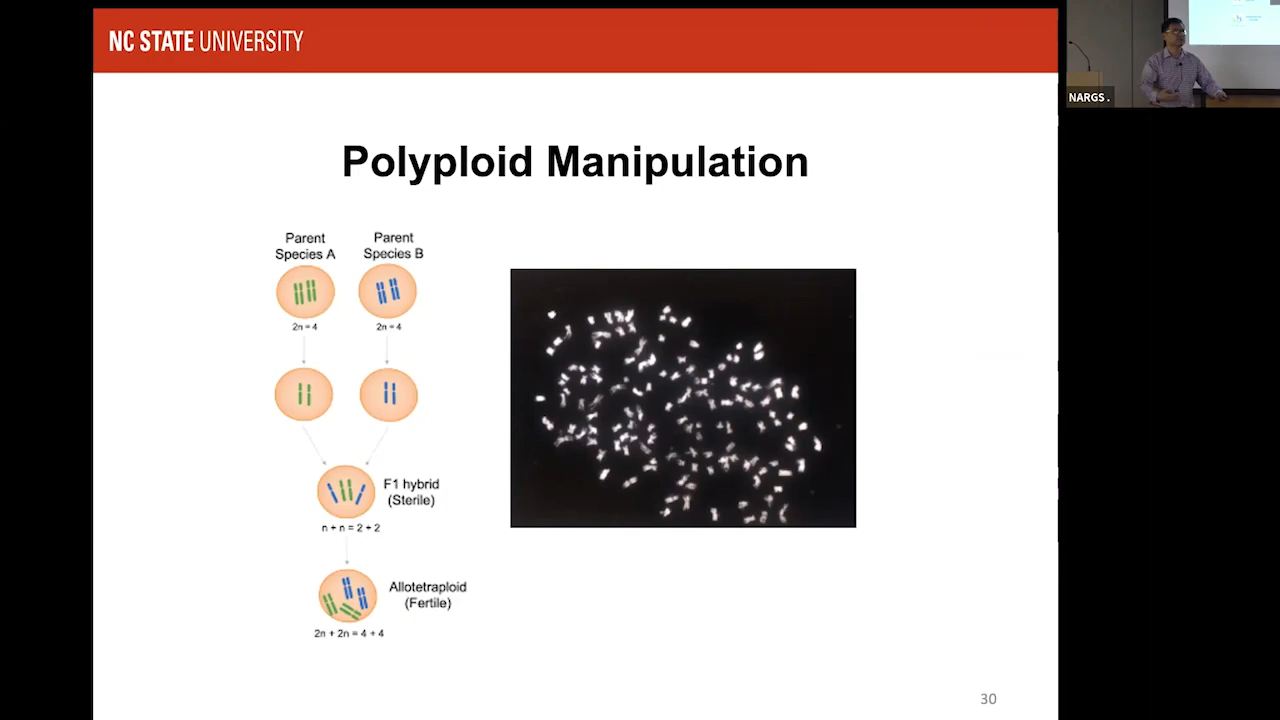 NC STATE UNIVERSITY
NARGS .
Polyploid Manipulation
Parent
Species A
Parent
Species B
2n = 4
2n = 4
F1 hybrid
(Sterile)
n + n = 2 + 2
Allotetraploid
(Fertile)
2n + 2n = 4 + 4
30